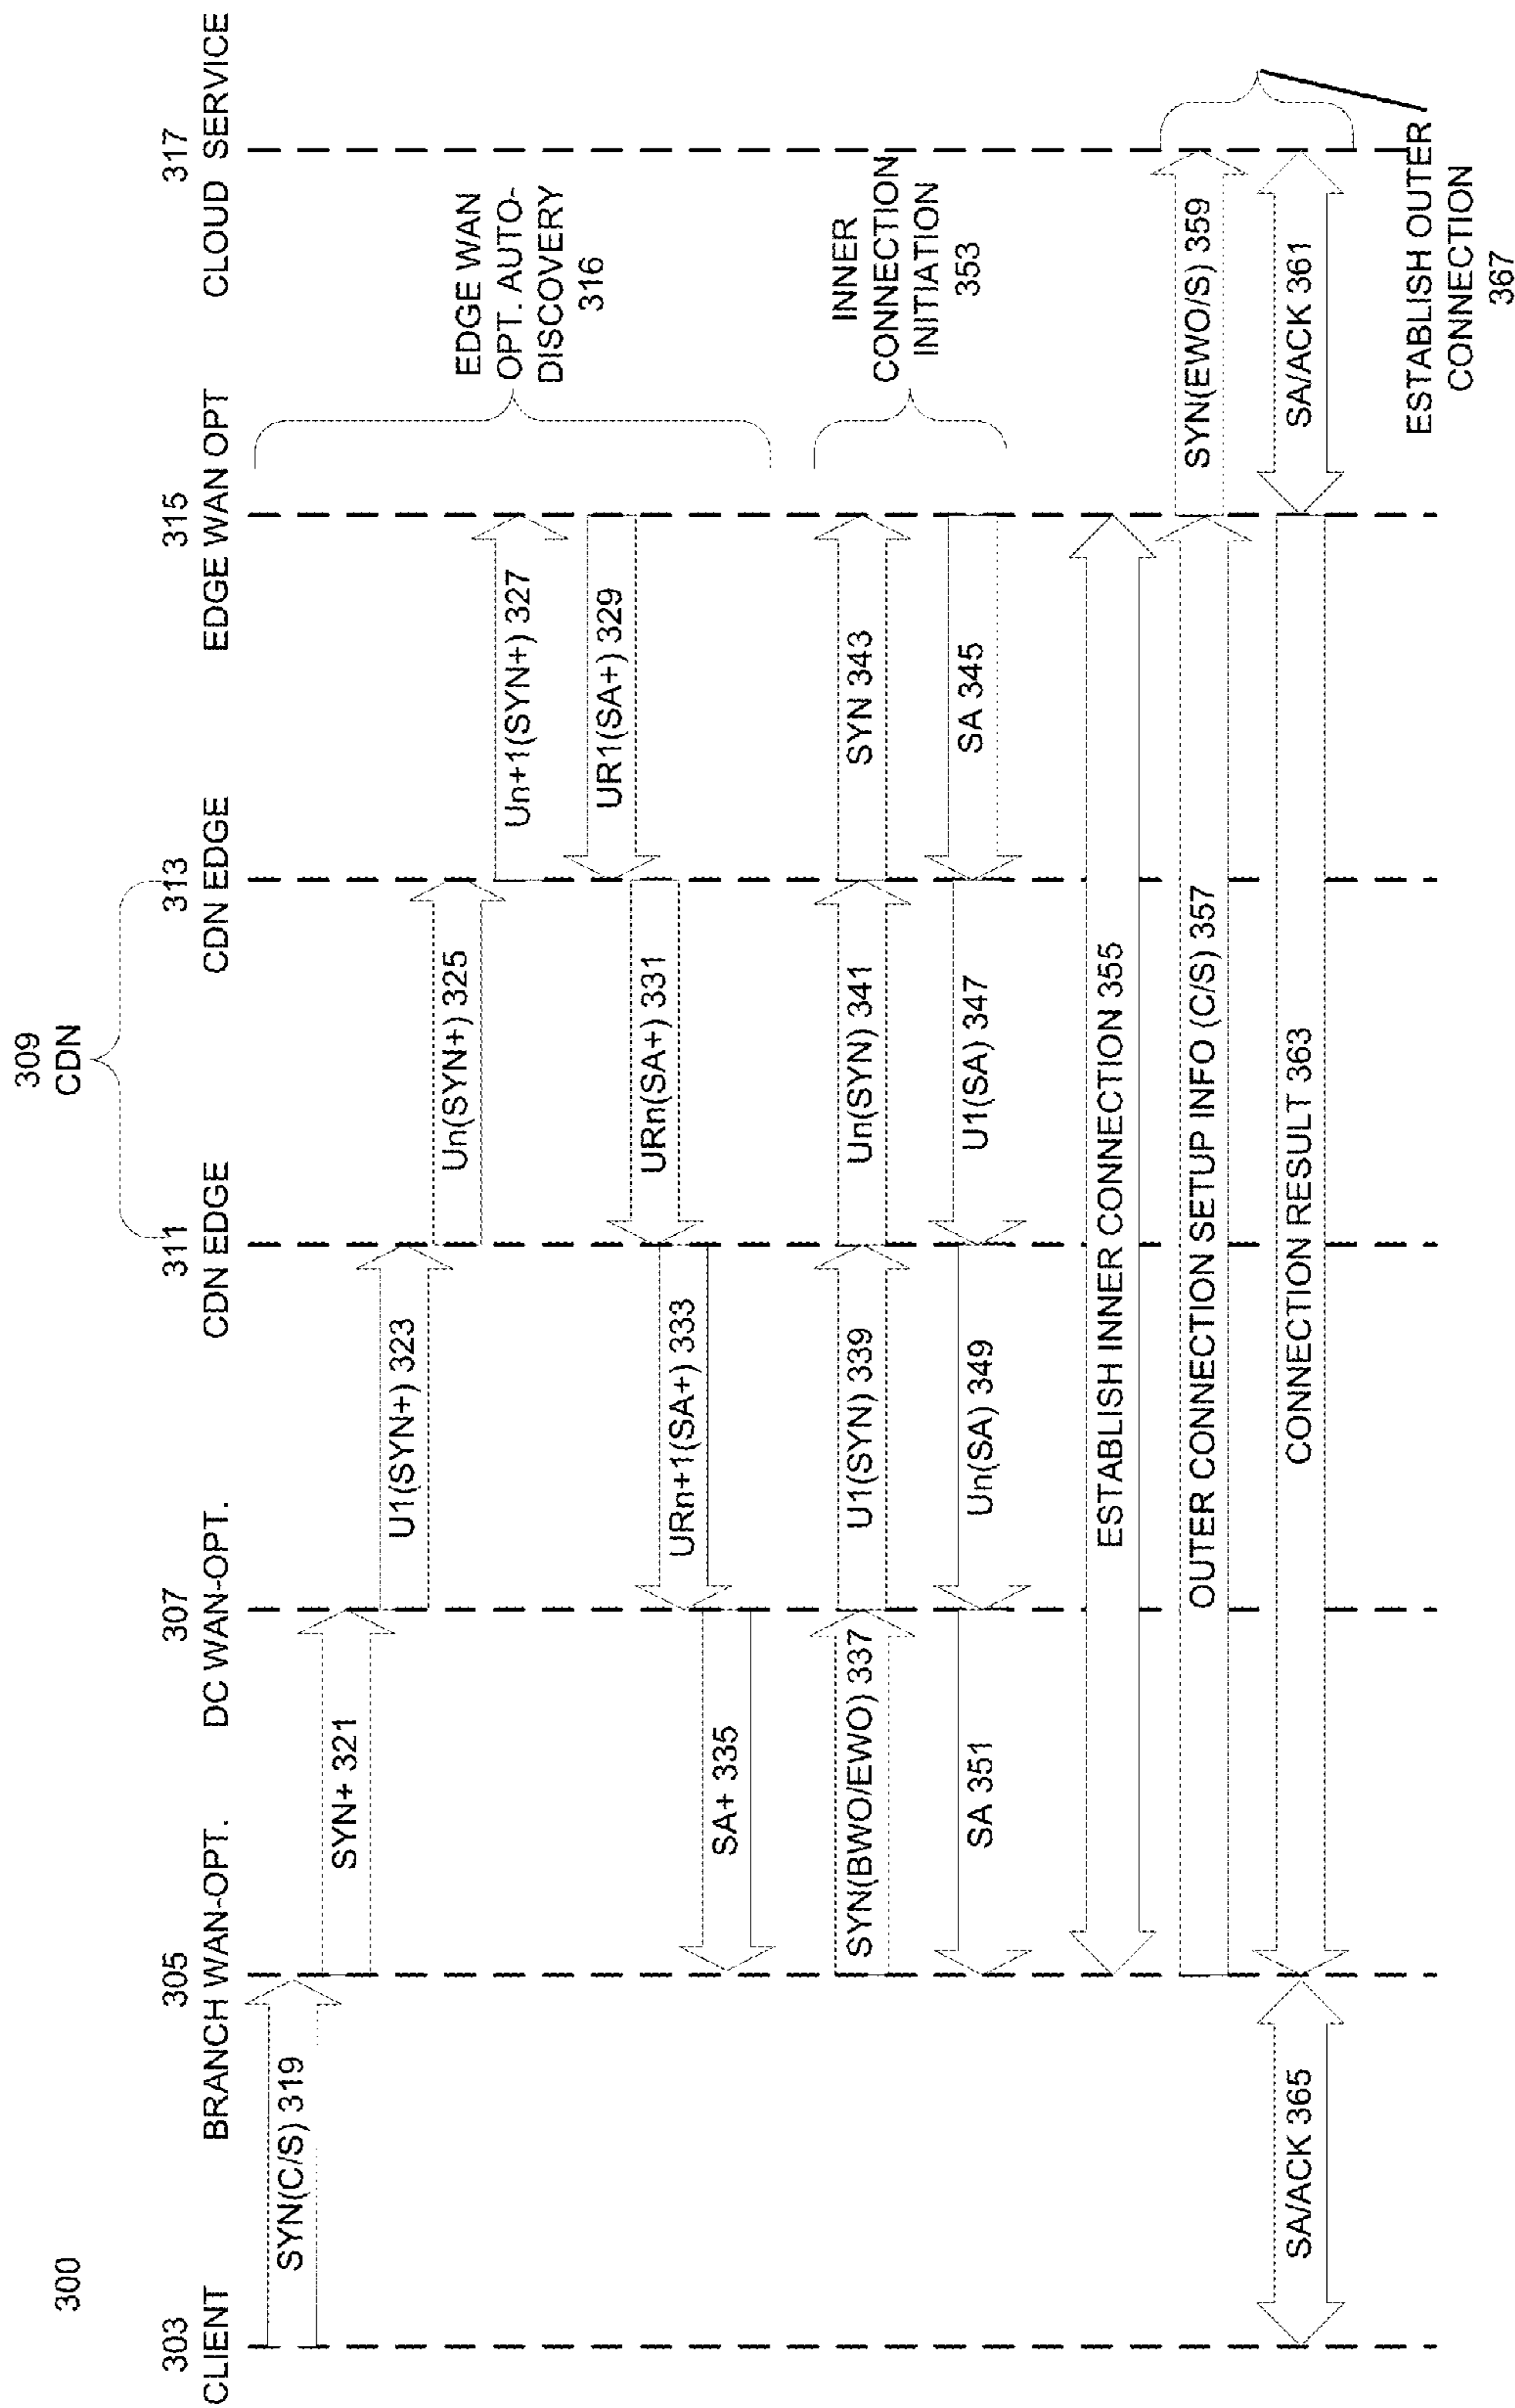 300
309
CDN
303
CLIENT
305
BRANCH WAN-OPT.
307
DC WAN-OPT.
311
CDN EDGE
313
CDN EDGE
315
EDGE WAN OPT
317
CLOUD SERVICE
SYN(C/S) 319
SYN+ 321
U1(SYN+) 323
Un(SYN+) 325
Un+1(SYN+) 327
UR1(SA+) 329
URn(SA+) 331
URn+1(SA+) 333
SA+ 335
EDGE WAN
OPT. AUTO-
DISCOVERY
316
SYN(BWO/EWO) 337
U1(SYN) 339
Un(SYN) 341
SYN 343
SA 345
U1(SA) 347
Un(SA) 349
SA 351
INNER
CONNECTION
INITIATION
353
ESTABLISH INNER CONNECTION 355
OUTER CONNECTION SETUP INFO (C/S) 357
SYN(EWO/S) 359
SA/ACK 361
CONNECTION RESULT 363
SA/ACK 365
ESTABLISH OUTER
CONNECTION
367